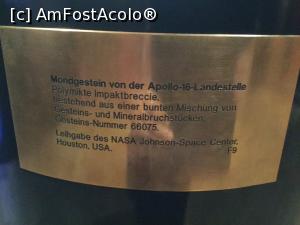 [c] AmFostAcolo®
Mondgestein von der Apollo-16-Landestelle
Polymikte Impaktbreccie,
bestehend aus einer bunten Mischung von
Gesteins- und Mineralbruchstücken,
Gesteins-Nummer 66075.
Leihgabe des NASA Johnson-Space Center,
Houston, USA.
F9